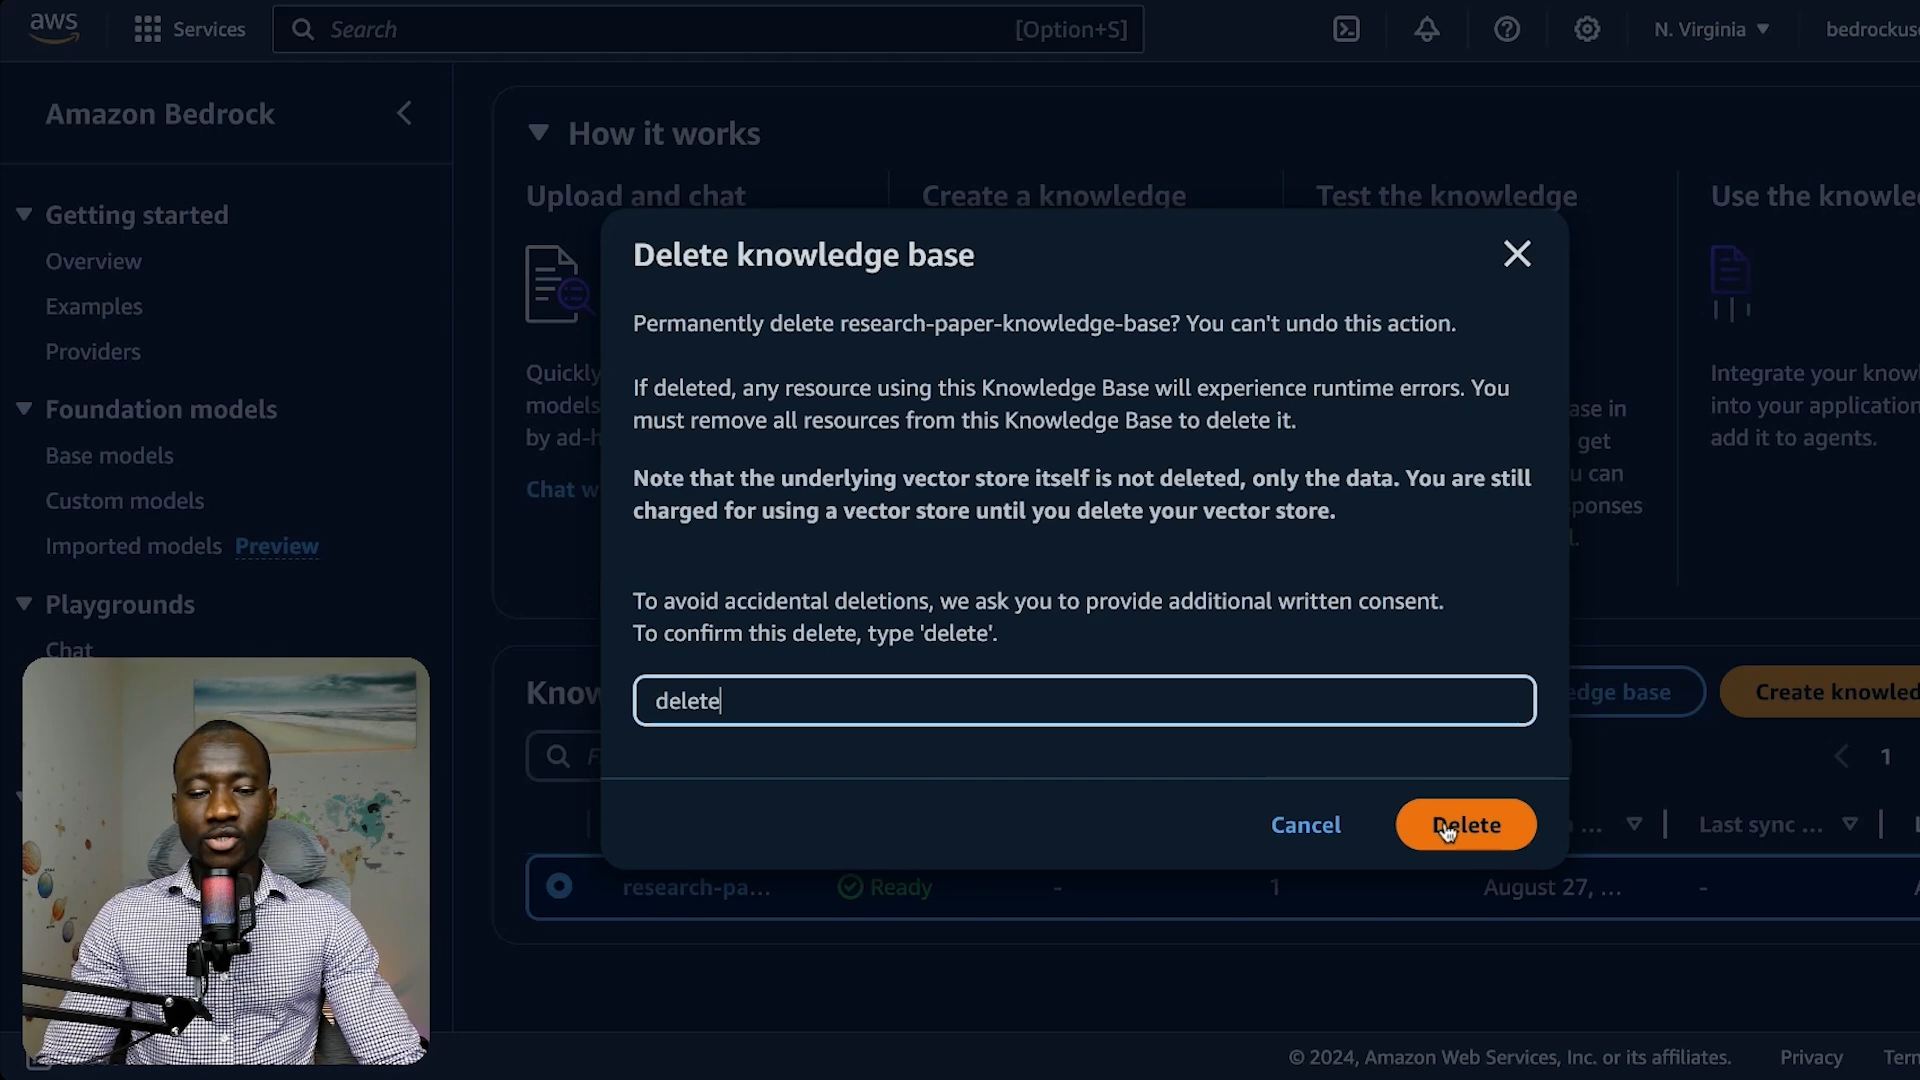 aws
Services
Search
[Option+S]
N. Virginia
bedrockus
Amazon Bedrock
Getting started
Overview
Examples
Providers
Foundation models
Base models
Custom models
Imported models Preview
Playgrounds
Chat
How it works
Upload and chat
Create a knowledge
Test the knowledge
Use the knowle
Quickly
models
by ad-h
Chat w
ase in
get
u can
ponses
l.
Integrate your know
into your application
add it to agents.
Delete knowledge base
Permanently delete research-paper-knowledge-base? You can't undo this action.
If deleted, any resource using this Knowledge Base will experience runtime errors. You
must remove all resources from this Knowledge Base to delete it.
Note that the underlying vector store itself is not deleted, only the data. You are still
charged for using a vector store until you delete your vector store.
To avoid accidental deletions, we ask you to provide additional written consent.
To confirm this delete, type 'delete'.
delete
Cancel
Delete
Know
edge base
Create knowled
F
1
...
Last sync ...
research-pa...
Ready
-
1
August 27, ...
-
© 2024, Amazon Web Services, Inc. or its affiliates.
Privacy
Tern